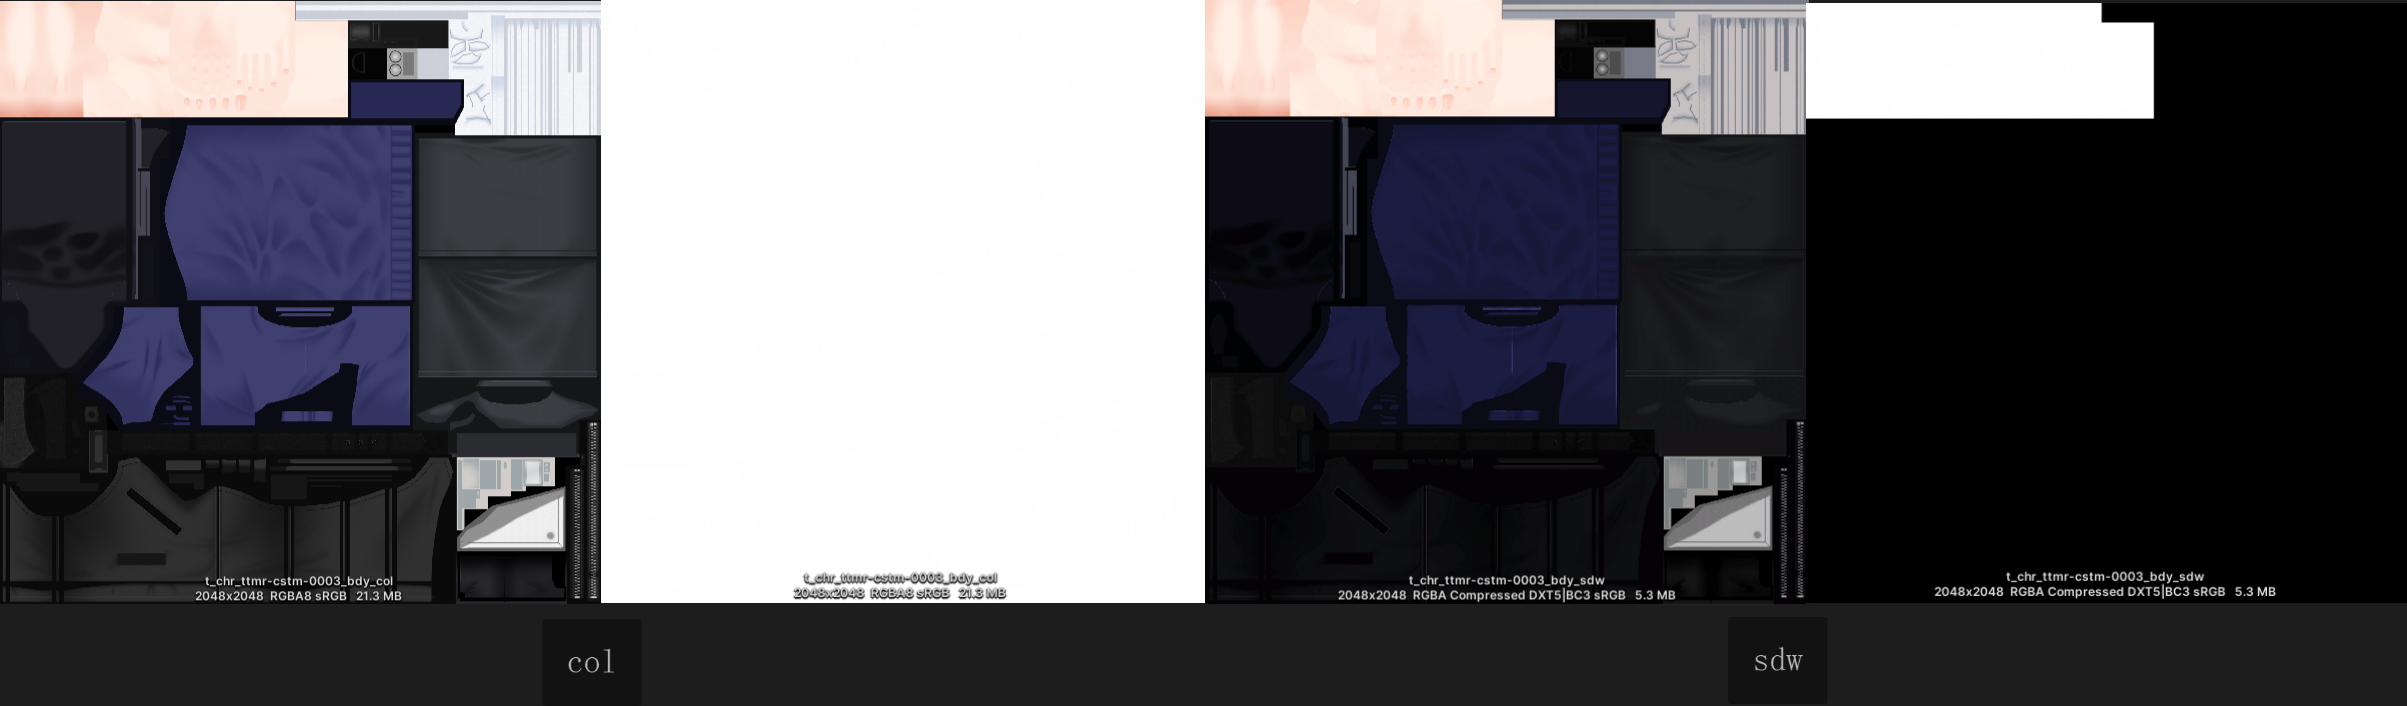 t_chr_ttmr-cstm-0003_bdy_col
2048x2048 RGBA8 sRGB 21.3 MB
t_chr_ttmr-cstm-0003_bdy_col
2048x2048 RGBA8 sRGB 21.3 MB
t_chr_ttmr-cstm-0003_bdy_sdw
2048x2048 RGBA Compressed DXT5|BC3 sRGB 5.3 MB
t_chr_ttmr-cstm-0003_bdy_sdw
2048x2048 RGBA Compressed DXT5|BC3 sRGB 5.3 MB
col
sdw